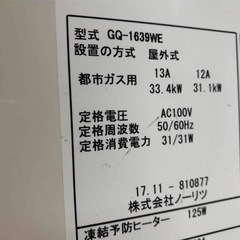 型式 GQ-1639WE
設置の方式 屋外式
都市ガス用 13A 12A
33.4kW 31.1kW
定格電圧 AC100V
定格周波数 50/60Hz
定格消費電力 31/31W
17.11 - 810877
株式会社ノーリツ
凍結予防ヒーター 125W